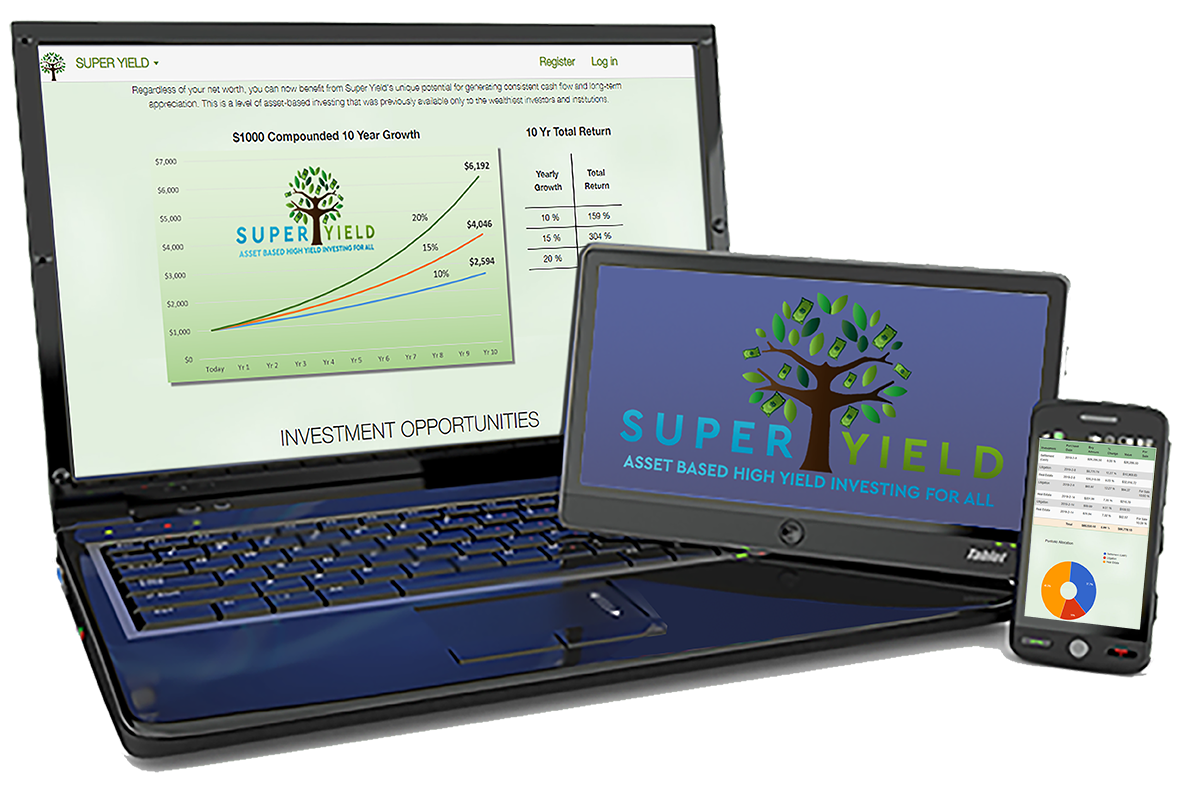 SUPER YIELD
Register Log in
Regardless of your net worth, you can now benefit from Super Yield's unique potential for generating consistent cash flow and long-term
appreciation. This is a level of asset-based investing that was previously available only to the wealthiest investors and institutions.
$1000 Compounded 10 Year Growth
$7,000
$6,000
$5,000
$4,000
$3,000
$2,000
$1,000
$0
SUPER YIELD
ASSET BASED HIGH YIELD INVESTING FOR ALL
$6,192
20%
$4,046
15%
$2,594
10%
Today Yr 1 Yr 2 Yr 3 Yr 4 Yr 5 Yr 6 Yr 7 Yr 8 Yr 9 Yr 10
10 Yr Total Return
Yearly Total
Growth Return
10 % 159 %
15 % 304 %
20 %
INVESTMENT OPPORTUNITIES
SUPER YIELD
ASSET BASED HIGH YIELD INVESTING FOR ALL
Tablet
Total
Portfolio Allocation